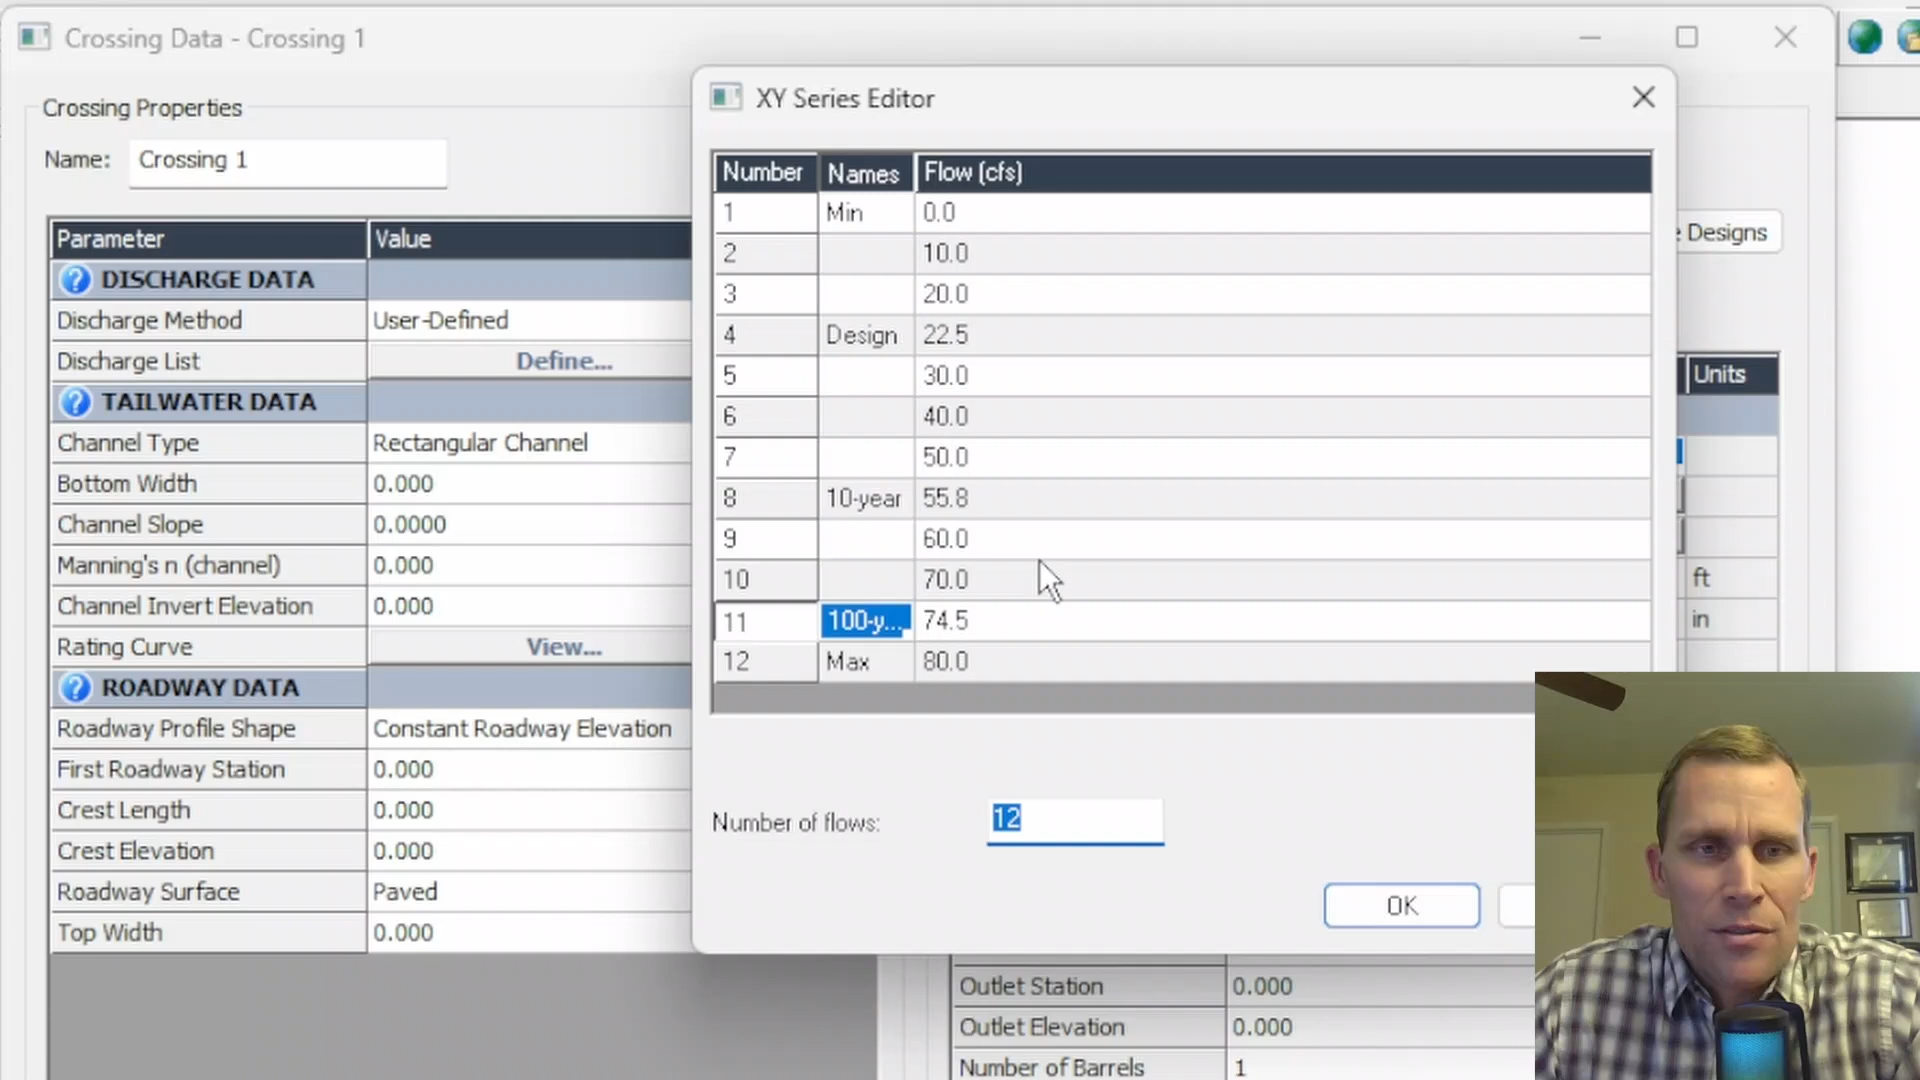 Crossing Data - Crossing 1
Crossing Properties
Name: Crossing 1
Parameter Value
? DISCHARGE DATA
Discharge Method User-Defined
Discharge List Define...
? TAILWATER DATA
Channel Type Rectangular Channel
Bottom Width 0.000
Channel Slope 0.0000
Manning's n (channel) 0.000
Channel Invert Elevation 0.000
Rating Curve View...
? ROADWAY DATA
Roadway Profile Shape Constant Roadway Elevation
First Roadway Station 0.000
Crest Length 0.000
Crest Elevation 0.000
Roadway Surface Paved
Top Width 0.000
XY Series Editor
Number Names Flow (cfs)
1 Min 0.0
2 10.0
3 20.0
4 Design 22.5
5 30.0
6 40.0
7 50.0
8 10-year 55.8
9 60.0
10 70.0
11 100-y... 74.5
12 Max 80.0
Number of flows: 12
OK
Designs
Units
ft
in
Outlet Station 0.000
Outlet Elevation 0.000
Number of Barrels 1